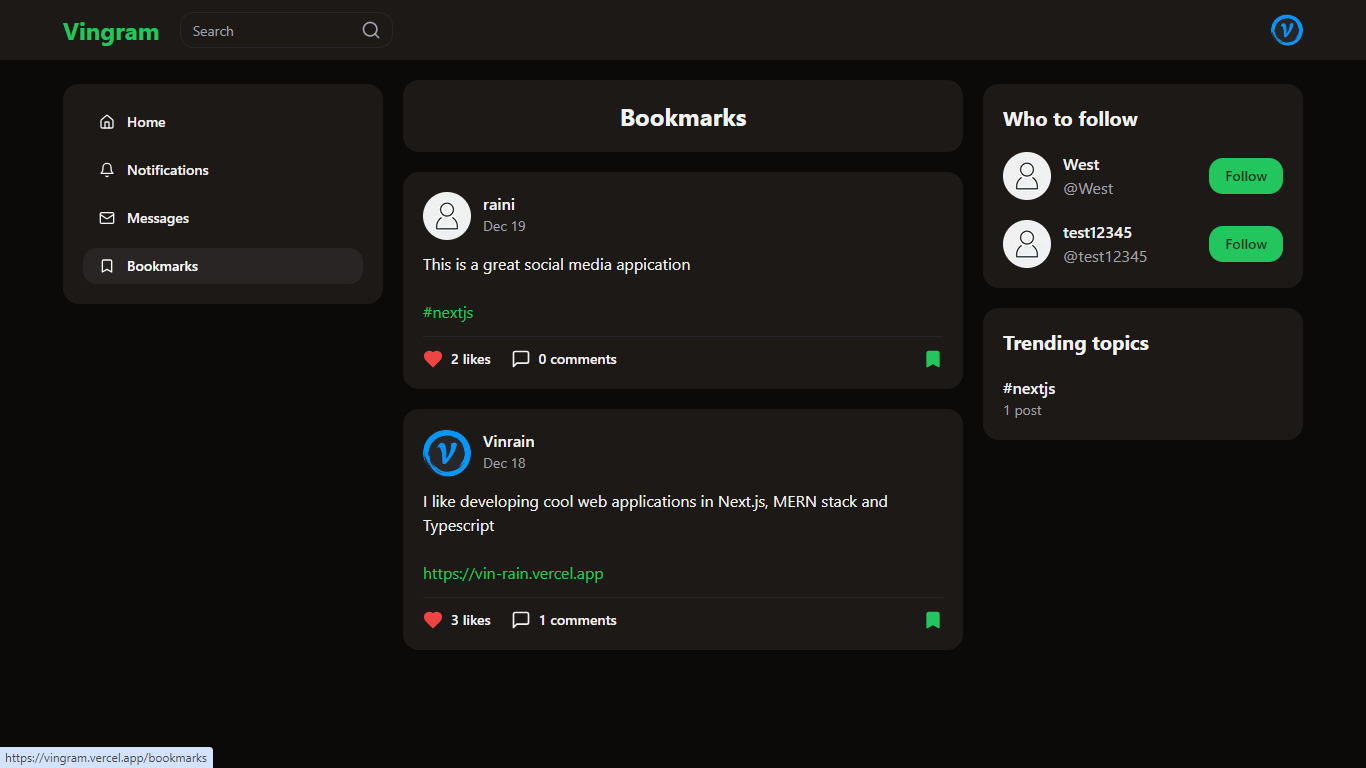 Vingram
Search
Home
Notifications
Messages
Bookmarks
Bookmarks
raini
Dec 19
This is a great social media appication
#nextjs
2 likes
0 comments
Vinrain
Dec 18
I like developing cool web applications in Next.js, MERN stack and
Typescript
https://vin-rain.vercel.app
3 likes
1 comments
Who to follow
West
@West
Follow
test12345
@test12345
Follow
Trending topics
#nextjs
1 post
https://vingram.vercel.app/bookmarks